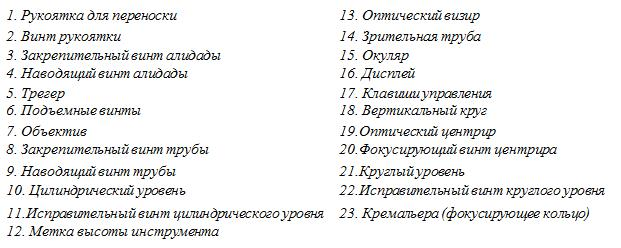 1. Рукоятка для переноски
2. Винт рукоятки
3. Закрепительный винт алидады
4. Наводящий винт алидады
5. Трегер
6. Подъемные винты
7. Объектив
8. Закрепительный винт трубы
9. Наводящий винт трубы
10. Цилиндрический уровень
11.Исправительный винт цилиндрического уровня
12. Метка высоты инструмента
13. Оптический визир
14. Зрительная труба
15. Окуляр
16. Дисплей
17. Клавиши управления
18. Вертикальный круг
19.Оптический центрир
20.Фокусирующий винт центрира
21.Круглый уровень
22.Исправительный винт круглого уровня
23. Кремальера (фокусирующее кольцо)